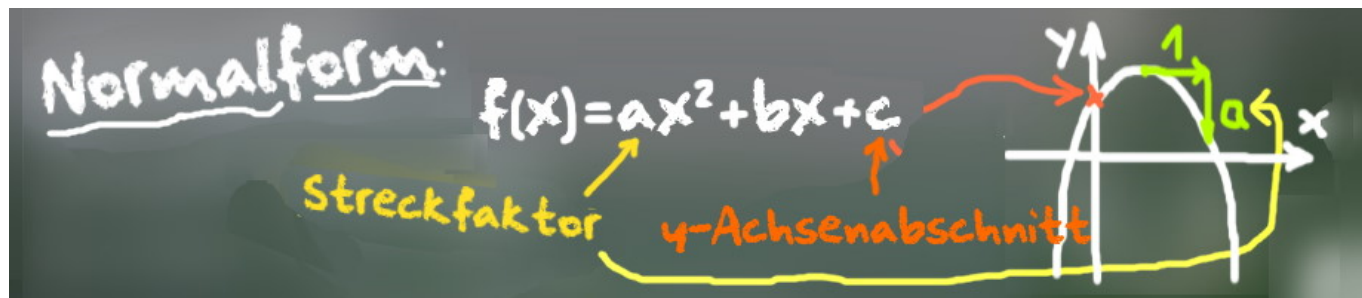 Normalform:
f(x)=ax²+bx+c
Streckfaktor
y-Achsenabschnitt
y
1
a
x